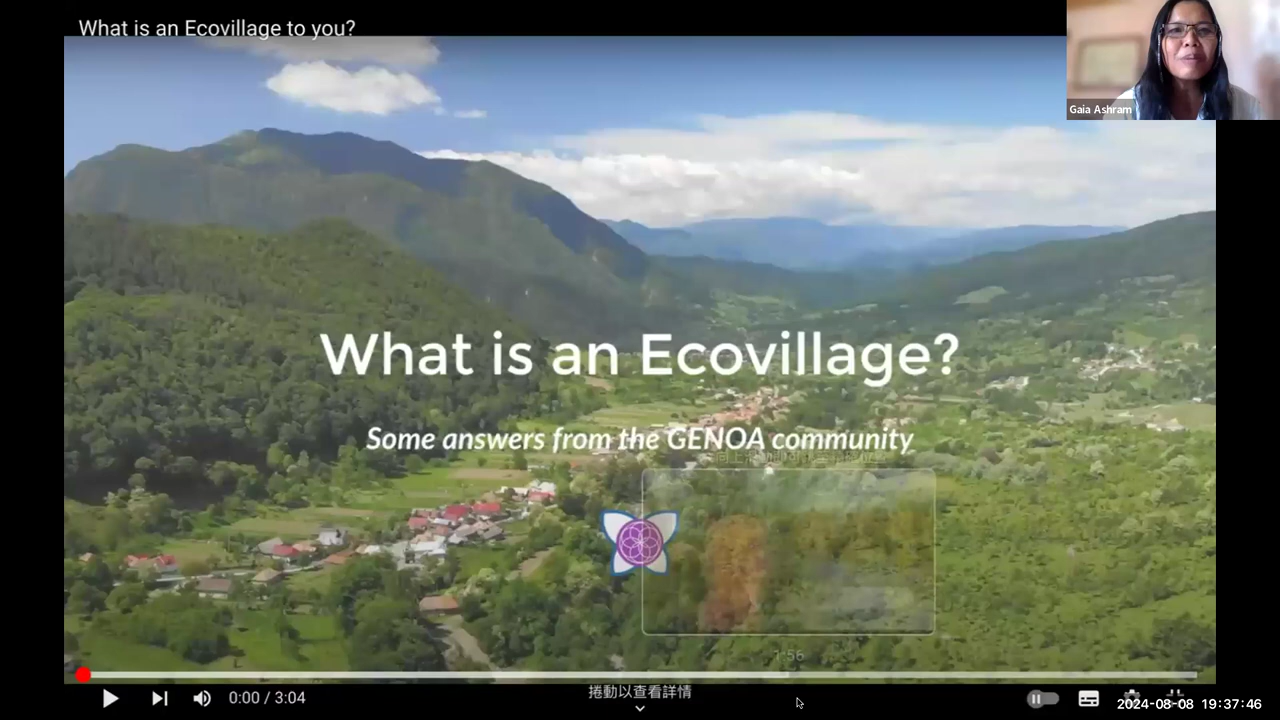 What is an Ecovillage to you?
Gaia Ashram
What is an Ecovillage?
Some answers from the GENOA community
1:56
0:00 / 3:04
捲動以查看詳情
2024-08-08 19:37:46